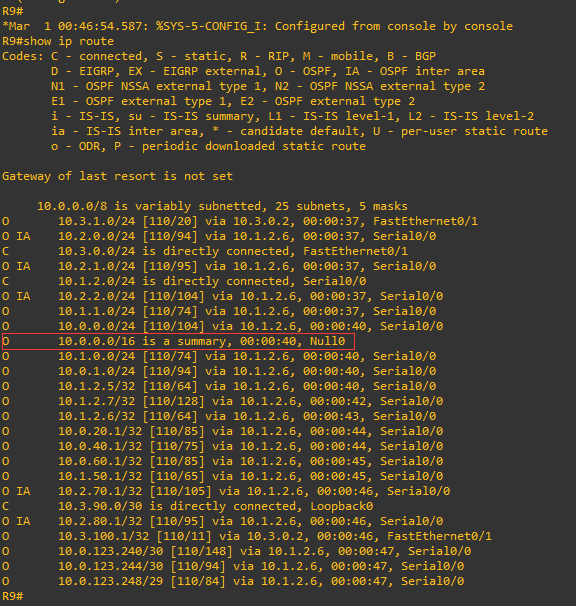 R9#
*Mar  1 00:46:54.587: %SYS-5-CONFIG_I: Configured from console by console
R9#show ip route
Codes: C - connected, S - static, R - RIP, M - mobile, B - BGP
       D - EIGRP, EX - EIGRP external, O - OSPF, IA - OSPF inter area
       N1 - OSPF NSSA external type 1, N2 - OSPF NSSA external type 2
       E1 - OSPF external type 1, E2 - OSPF external type 2
       i - IS-IS, su - IS-IS summary, L1 - IS-IS level-1, L2 - IS-IS level-2
       ia - IS-IS inter area, * - candidate default, U - per-user static route
       o - ODR, P - periodic downloaded static route
Gateway of last resort is not set
     10.0.0.0/8 is variably subnetted, 25 subnets, 5 masks
O       10.3.1.0/24 [110/20] via 10.3.0.2, 00:00:37, FastEthernet0/1
O IA    10.2.0.0/24 [110/94] via 10.1.2.6, 00:00:37, Serial0/0
C       10.3.0.0/24 is directly connected, FastEthernet0/1
O IA    10.2.1.0/24 [110/95] via 10.1.2.6, 00:00:37, Serial0/0
C       10.1.2.0/24 is directly connected, Serial0/0
O IA    10.2.2.0/24 [110/104] via 10.1.2.6, 00:00:37, Serial0/0
O       10.1.1.0/24 [110/74] via 10.1.2.6, 00:00:37, Serial0/0
O       10.0.0.0/24 [110/104] via 10.1.2.6, 00:00:40, Serial0/0
O       10.0.0.0/16 is a summary, 00:00:40, Null0
O       10.1.0.0/24 [110/74] via 10.1.2.6, 00:00:40, Serial0/0
O       10.0.1.0/24 [110/94] via 10.1.2.6, 00:00:40, Serial0/0
O       10.1.2.5/32 [110/64] via 10.1.2.6, 00:00:40, Serial0/0
O       10.1.2.7/32 [110/128] via 10.1.2.6, 00:00:42, Serial0/0
O       10.1.2.6/32 [110/64] via 10.1.2.6, 00:00:43, Serial0/0
O       10.0.20.1/32 [110/85] via 10.1.2.6, 00:00:44, Serial0/0
O       10.0.40.1/32 [110/75] via 10.1.2.6, 00:00:44, Serial0/0
O       10.0.60.1/32 [110/85] via 10.1.2.6, 00:00:45, Serial0/0
O       10.1.50.1/32 [110/65] via 10.1.2.6, 00:00:45, Serial0/0
O IA    10.2.70.1/32 [110/105] via 10.1.2.6, 00:00:46, Serial0/0
C       10.3.90.0/30 is directly connected, Loopback0
O IA    10.2.80.1/32 [110/95] via 10.1.2.6, 00:00:46, Serial0/0
O       10.3.100.1/32 [110/11] via 10.3.0.2, 00:00:46, FastEthernet0/1
O       10.0.123.240/30 [110/148] via 10.1.2.6, 00:00:47, Serial0/0
O       10.0.123.244/30 [110/94] via 10.1.2.6, 00:00:47, Serial0/0
O       10.0.123.248/29 [110/84] via 10.1.2.6, 00:00:47, Serial0/0
R9#